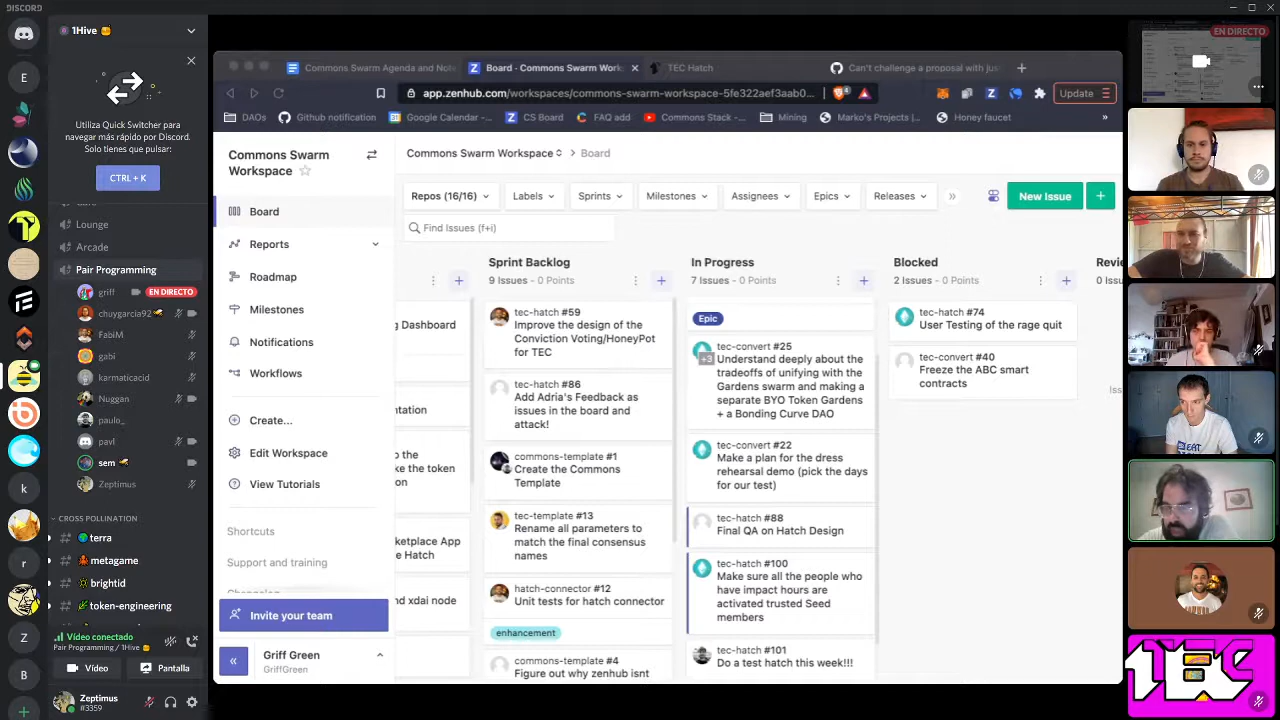 DISCORD
1Hive
Utiliza Quick Switcher para
navegar más rápido por Discord.
Solo tienes que pulsar:
CTRL + K
Lounge
Arcade
Pair Programming
griff
EN DIRECTO
chuygarcia92
FabiM
gabi
karmaticacid
Nuggan
paulo_
pavl
sem
Zeptimus
CROSS POLLINATION
terra
metagame
brightid
token-engineering
Vídeo conectado
Pair Programming / 1Hive
Vídeo
Pantalla
Zeptimus
#3359
E
k
r
Z
B
Commons Swarm Agenda and No
Board - Commons Swarm Work
TEC Hatch
Can't challenge a proposal with jus
app.zenhub.com/workspaces/commons-swarm-workspace-5fe322aef3aab0...
4
Update
DAOs
Github notification
Google Calendar -...
CS Board
FAQ add
Commons Stack -...
Mining
Marko's Projects |...
Honey faucet
»
Commons Swarm
Workspace
Board
Reports
Roadmap
Milestones
Notifications
Workflows
Create...
Edit Workspace
View Tutorials
Shortcuts
Support and training
Invite your team
«
Griff Green
GriffGreen
Commons Swarm Workspace
Board
Repos (16/16)
Labels
Sprints
Milestones
Assignees
Epics
Releases
»
New Issue
+
Find Issues (f+i)
g Dashboard
ntation
o the
ke the token
on
ketplace App
e Hatch
nd xdai node
Sprint Backlog
9 Issues - 0 Points
tec-hatch #59
Improve the design of the
Conviction Voting/HoneyPot
for TEC
tec-hatch #86
Add Adria's Feedback as
issues in the board and
attack!
commons-template #1
Create the Commons
Template
tec-template #13
Rename all parameters to
match the final consensus
names
hatch-connector #12
Unit tests for hatch connector
enhancement
commons-template #4
Figure out why zenhub isnt
In Progress
7 Issues - 0 Points
Epic
tec-convert #25
+3
Understand deeply about the
tradeoffs of unifying with the
Gardens swarm and making a
separate BYO Token Gardens
+ a Bonding Curve DAO
tec-convert #22
Make a plan for the dress
rehearsal demo (pick the days
for our test)
tec-hatch #88
Final QA on Hatch Design
tec-hatch #100
Make sure all the people who
have impact hours are
activated trusted Seed
members
tec-hatch #101
Do a test hatch this week!!!
Blocked
2 Issues - 0 Points
tec-hatch #74
User Testing of the rage quit
tec-convert #40
Freeze the ABC smart
contracts
Revie
0 Issu
EN DIRECTO
EAT
TEC